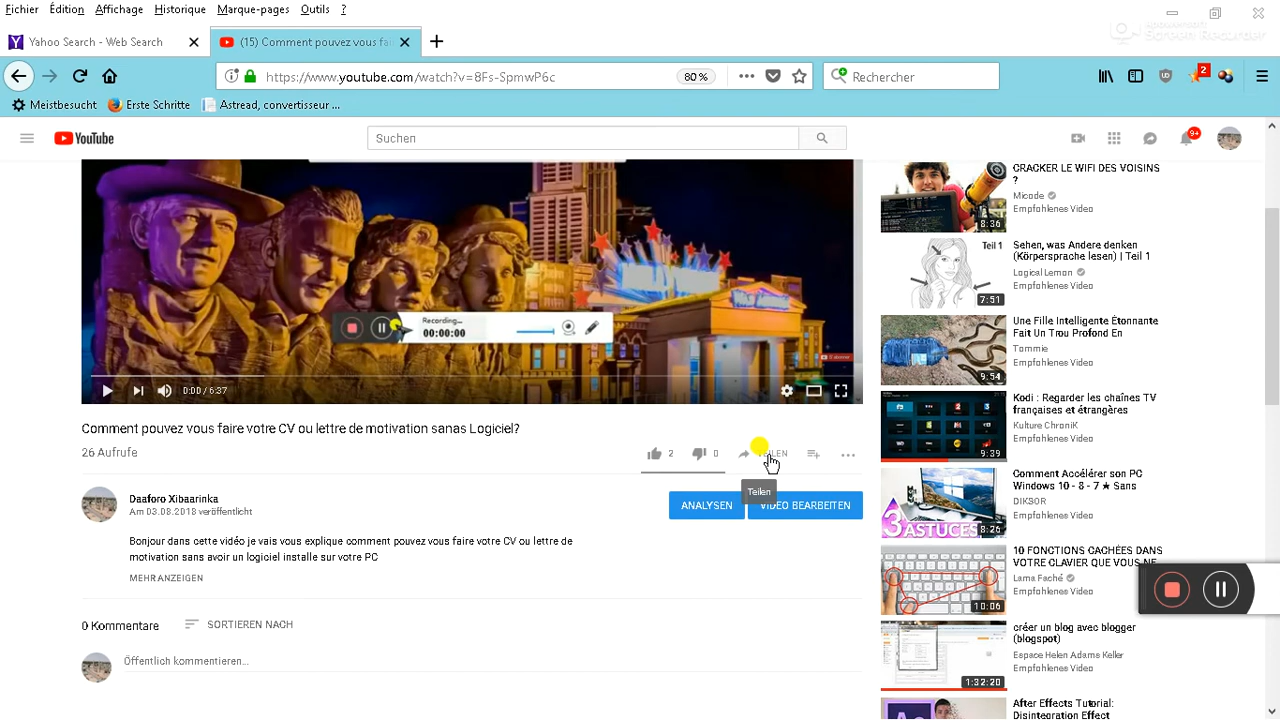 Fichier Édition Affichage Historique Marque-pages Outils ?
Apowersoft
Screen Recorder
Yahoo Search - Web Search
(15) Comment pouvez vous fai
https://www.youtube.com/watch?v=8Fs-SpmwP6c
80 %
Rechercher
2
Meistbesucht Erste Schritte Astread, convertisseur ...
YouTube
Suchen
9+
Recording...
00:00:00
0:00 / 6:37
Comment pouvez vous faire votre CV ou lettre de motivation sanas Logiciel?
26 Aufrufe
2
0
TEILEN
Teilen
ANALYSEN
VIDEO BEARBEITEN
Daaforo Xibaarinka
Am 03.08.2018 veröffentlicht
Bonjour dans cette
explique comment pouvez vous faire votre CV ou lettre de
motivation sans avoir un logiciel
installe sur votre PC
MEHR ANZEIGEN
0 Kommentare
SORTIEREN NACH
Öffentlich kommentieren...
CRACKER LE WIFI DES VOISINS
?
Micode
Empfohlenes Video
8:36
Teil 1
Sehen, was Andere denken
(Körpersprache lesen) | Teil 1
Logical Lemon
Empfohlenes Video
7:51
Une Fille Intelligente Étonnante
Fait Un Trou Profond En
Tommie
Empfohlenes Video
9:54
Kodi : Regarder les chaînes TV
françaises et étrangères
Kulture ChroniK
Empfohlenes Video
9:39
Comment Accélérer son PC
Windows 10 - 8 - 7 ★ Sans
DIKSOR
Empfohlenes Video
3 ASTUCES
8:26
10 FONCTIONS CACHÉES DANS
VOTRE CLAVIER QUE VOUS NE
Lama Faché
Empfohlenes Video
10:06
créer un blog avec blogger
(blogspot)
Espace Helen Adams Keller
Empfohlenes Video
1:32:20
After Effects Tutorial:
Disintegration Effect